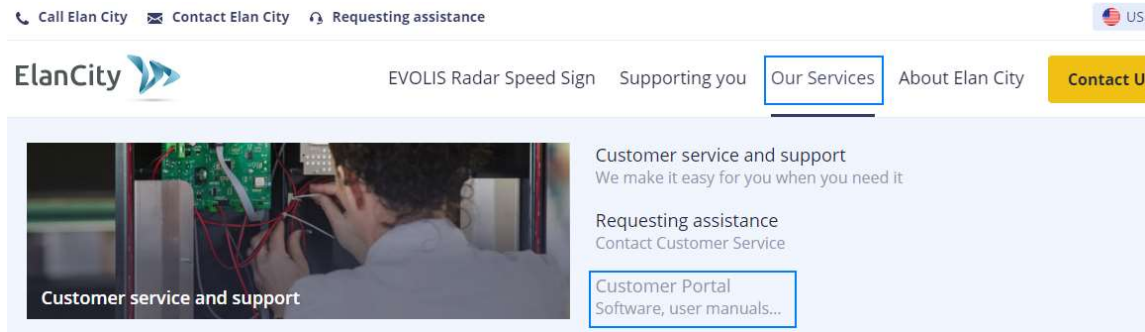 Call Elan City Contact Elan City Requesting assistance US
ElanCity EVOLIS Radar Speed Sign Supporting you Our Services About Elan City Contact U
Customer service and support
We make it easy for you when you need it
Requesting assistance
Contact Customer Service
Customer Portal
Software, user manuals...
Customer service and support